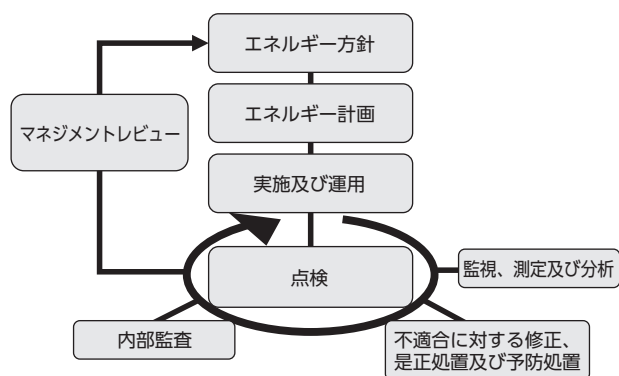 エネルギー方針
エネルギー計画
マネジメントレビュー
実施及び運用
点検
監視、測定及び分析
内部監査
不適合に対する修正、
是正処置及び予防処置